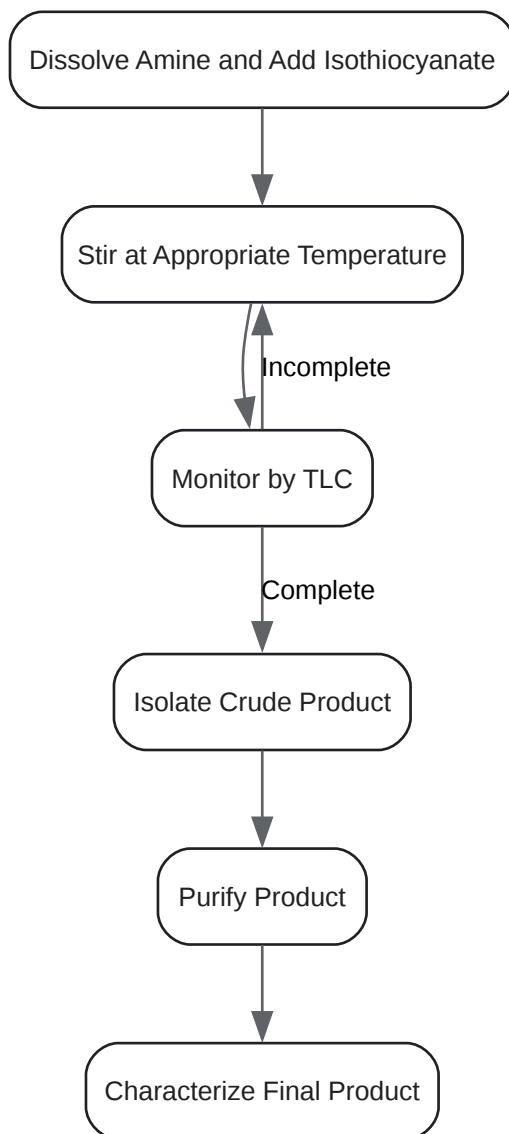 Dissolve Amine and Add Isothiocyanate
Stir at Appropriate Temperature
Incomplete
Monitor by TLC
Complete
Isolate Crude Product
Purify Product
Characterize Final Product